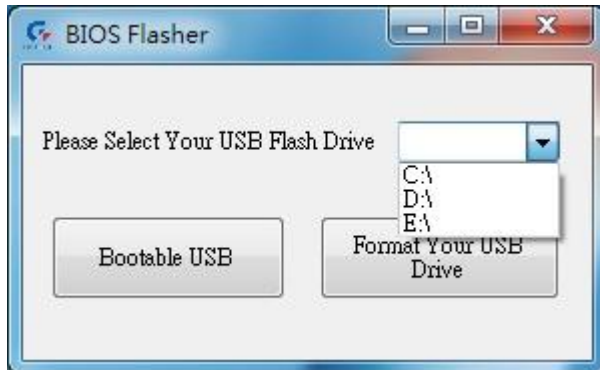 BIOS Flasher
Please Select Your USB Flash Drive
C:\
D:\
E:\
Bootable USB
Format Your USB
Drive